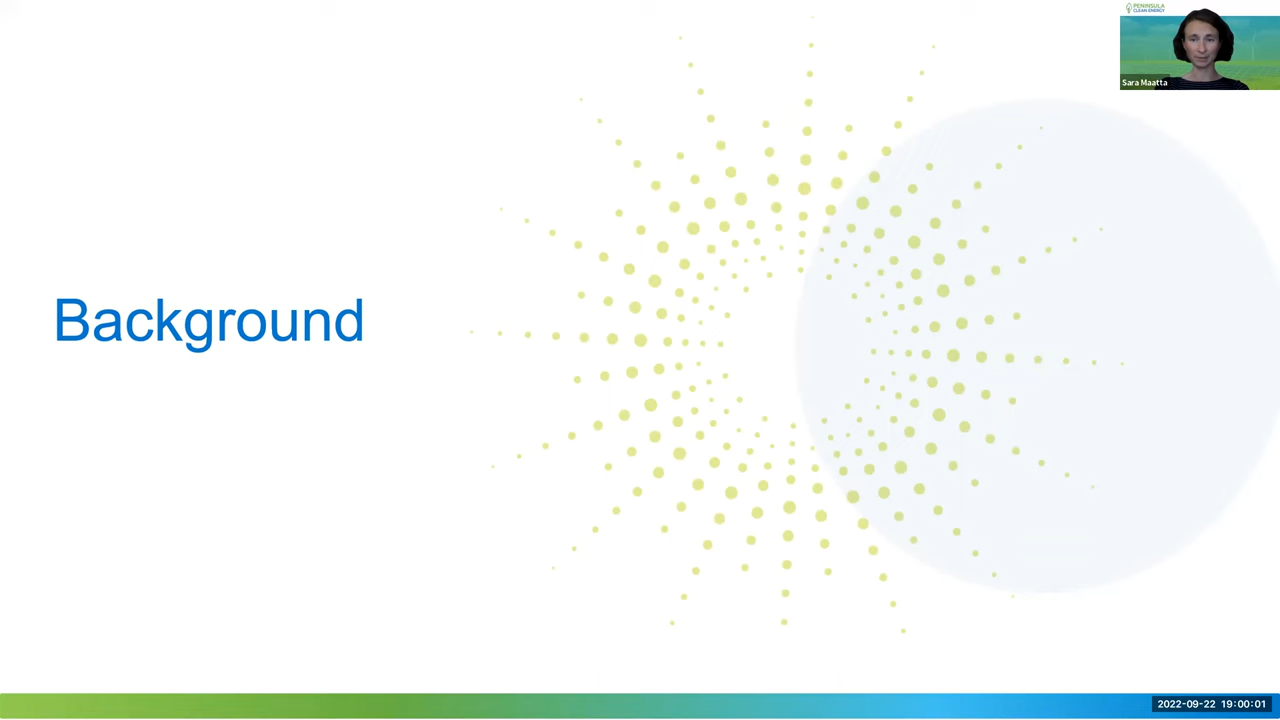 PENINSULA
CLEAN ENERGY
Sara Maatta
Background
2022-09-22 19:00:01